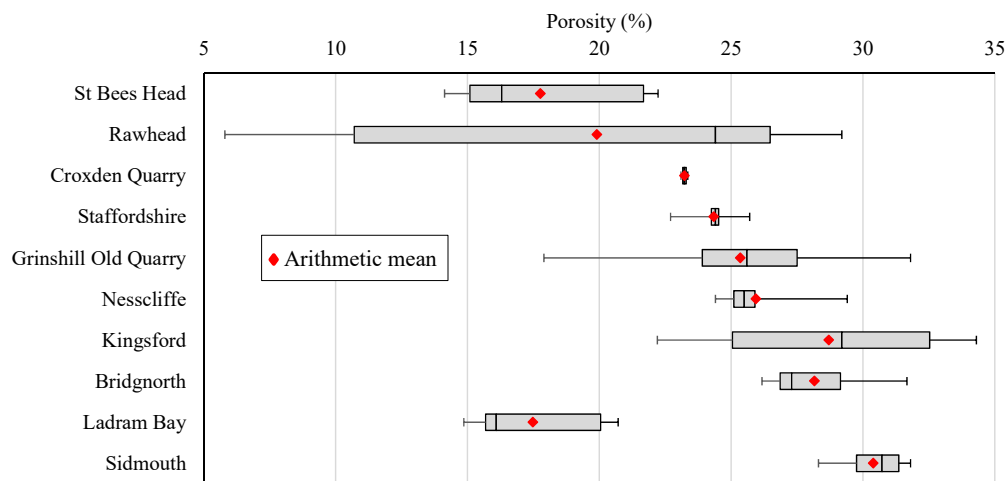 Porosity (%)
5 10 15 20 25 30 35
St Bees Head
Rawhead
Croxden Quarry
Staffordshire
Grinshill Old Quarry
Arithmetic mean
Nesscliffe
Kingsford
Bridgnorth
Ladram Bay
Sidmouth